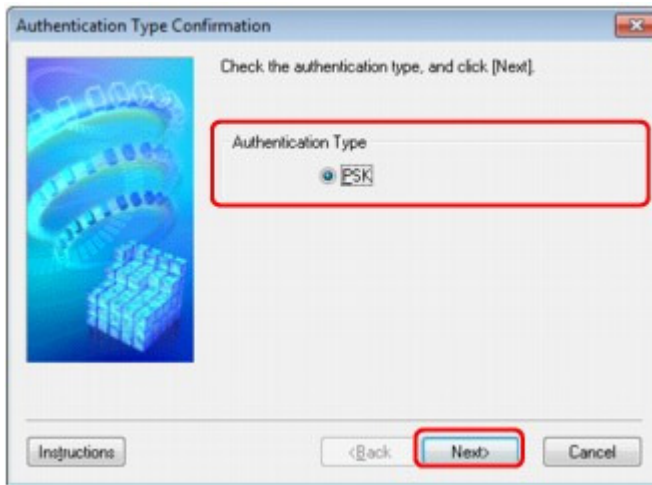 Authentication Type Confirmation
Check the authentication type, and click [Next].
Authentication Type
PSK
Instructions
<Back
Next>
Cancel